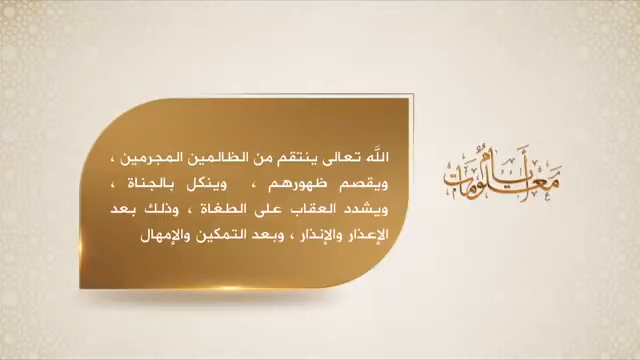 الله تعالى ينتقم من الظالمين المجرمين ،
ويقصم ظهورهم ، وينكل بالجناة ،
ويشدد العقاب على الطغاة ، وذلك بعد
الإعذار والإنذار ، وبعد التمكين والإمهال
أيام معلومات